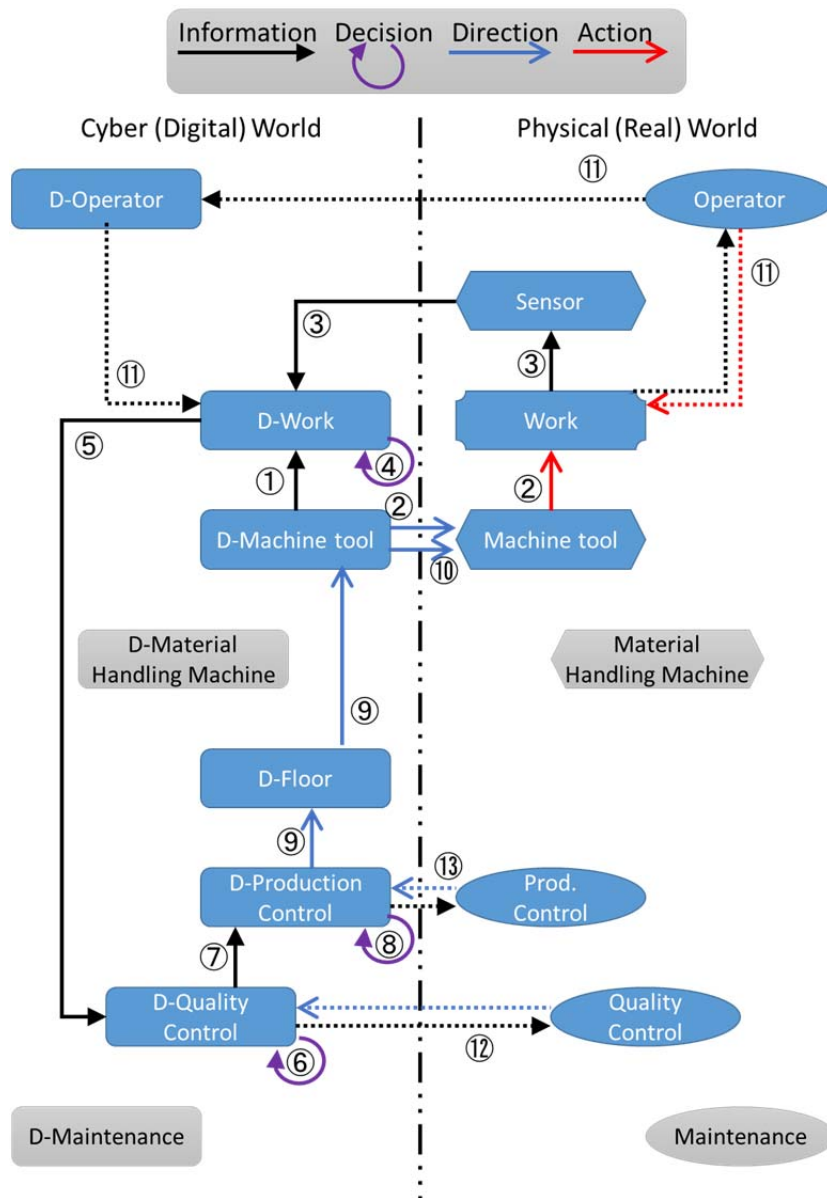 Information Decision Direction Action
Cyber (Digital) World
Physical (Real) World
⑪
D-Operator
Operator
⑪
Sensor
③
③
⑪
D-Work
Work
⑤
④
①
②
②
D-Machine tool
Machine tool
⑩
D-Material
Handling Machine
Material
Handling Machine
⑨
D-Floor
⑨
⑬
D-Production
Control
Prod.
Control
⑧
⑦
D-Quality
Control
Quality
Control
⑥
⑫
D-Maintenance
Maintenance